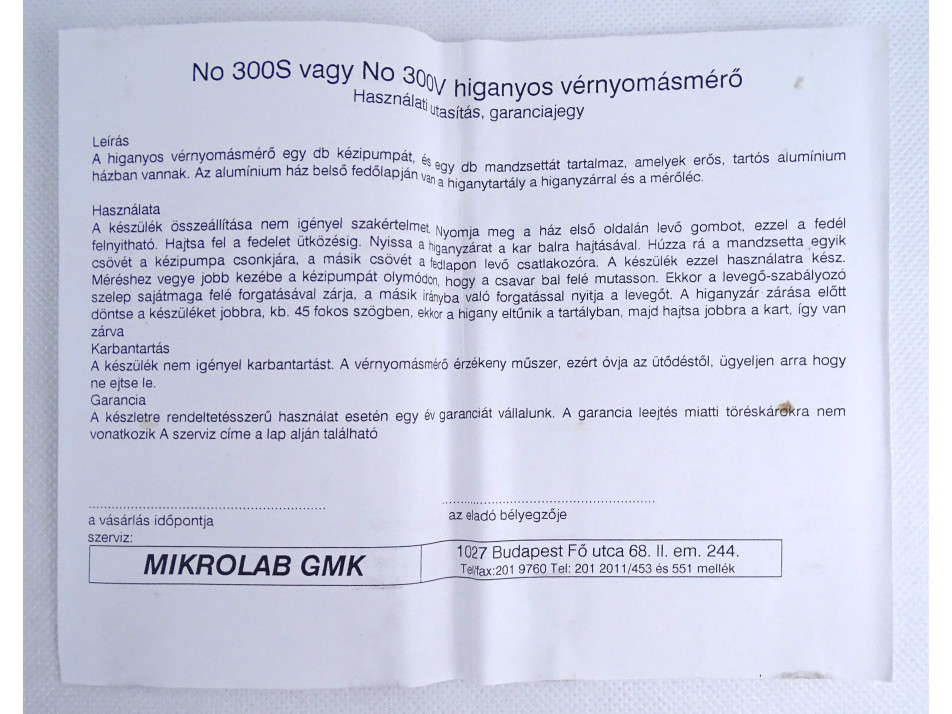 No 300S vagy No 300V higanyos vérnyomásmérő
Használati utasítás, garanciajegy
Leírás
A higanyos vérnyomásmérő egy db kézipumpát, és egy db mandzsettát tartalmaz, amelyek erős, tartós alumínium
házban vannak. Az alumínium ház belső fedőlapján van a higanytartály a higanyzárral és a mérőléc.
Használata
A készülék összeállítása nem igényel szakértelmet. Nyomja meg a ház első oldalán levő gombot, ezzel a fedél
felnyitható. Hajtsa fel a fedelet ütközésig. Nyissa a higanyzárat a kar balra hajtásával. Húzza rá a mandzsetta egyik
csövét a kézipumpa csonkjára, a másik csövét a fedlapon levő csatlakozóra. A készülék ezzel használatra kész.
Méréshez vegye jobb kezébe a kézipumpát olymódon, hogy a csavar bal felé mutasson. Ekkor a levegő-szabályozó
szelep sajátmaga felé forgatásával zárja, a másik irányba való forgatással nyitja a levegőt. A higanyzár zárása előtt
döntse a készüléket jobbra, kb. 45 fokos szögben, ekkor a higany eltűnik a tartályban, majd hajtsa jobbra a kart, így van
zárva
Karbantartás
A készülék nem igényel karbantartást. A vérnyomásmérő érzékeny műszer, ezért óvja az ütődéstől, ügyeljen arra hogy
ne ejtse le.
Garancia
A készletre rendeltetésszerű használat esetén egy év garanciát vállalunk. A garancia leejtés miatti töréskárokra nem
vonatkozik A szerviz címe a lap alján található
a vásárlás időpontja
az eladó bélyegzője
szerviz:
MIKROLAB GMK
1027 Budapest Fő utca 68. II. em. 244.
Tel/fax:201 9760 Tel: 201 2011/453 és 551 mellék